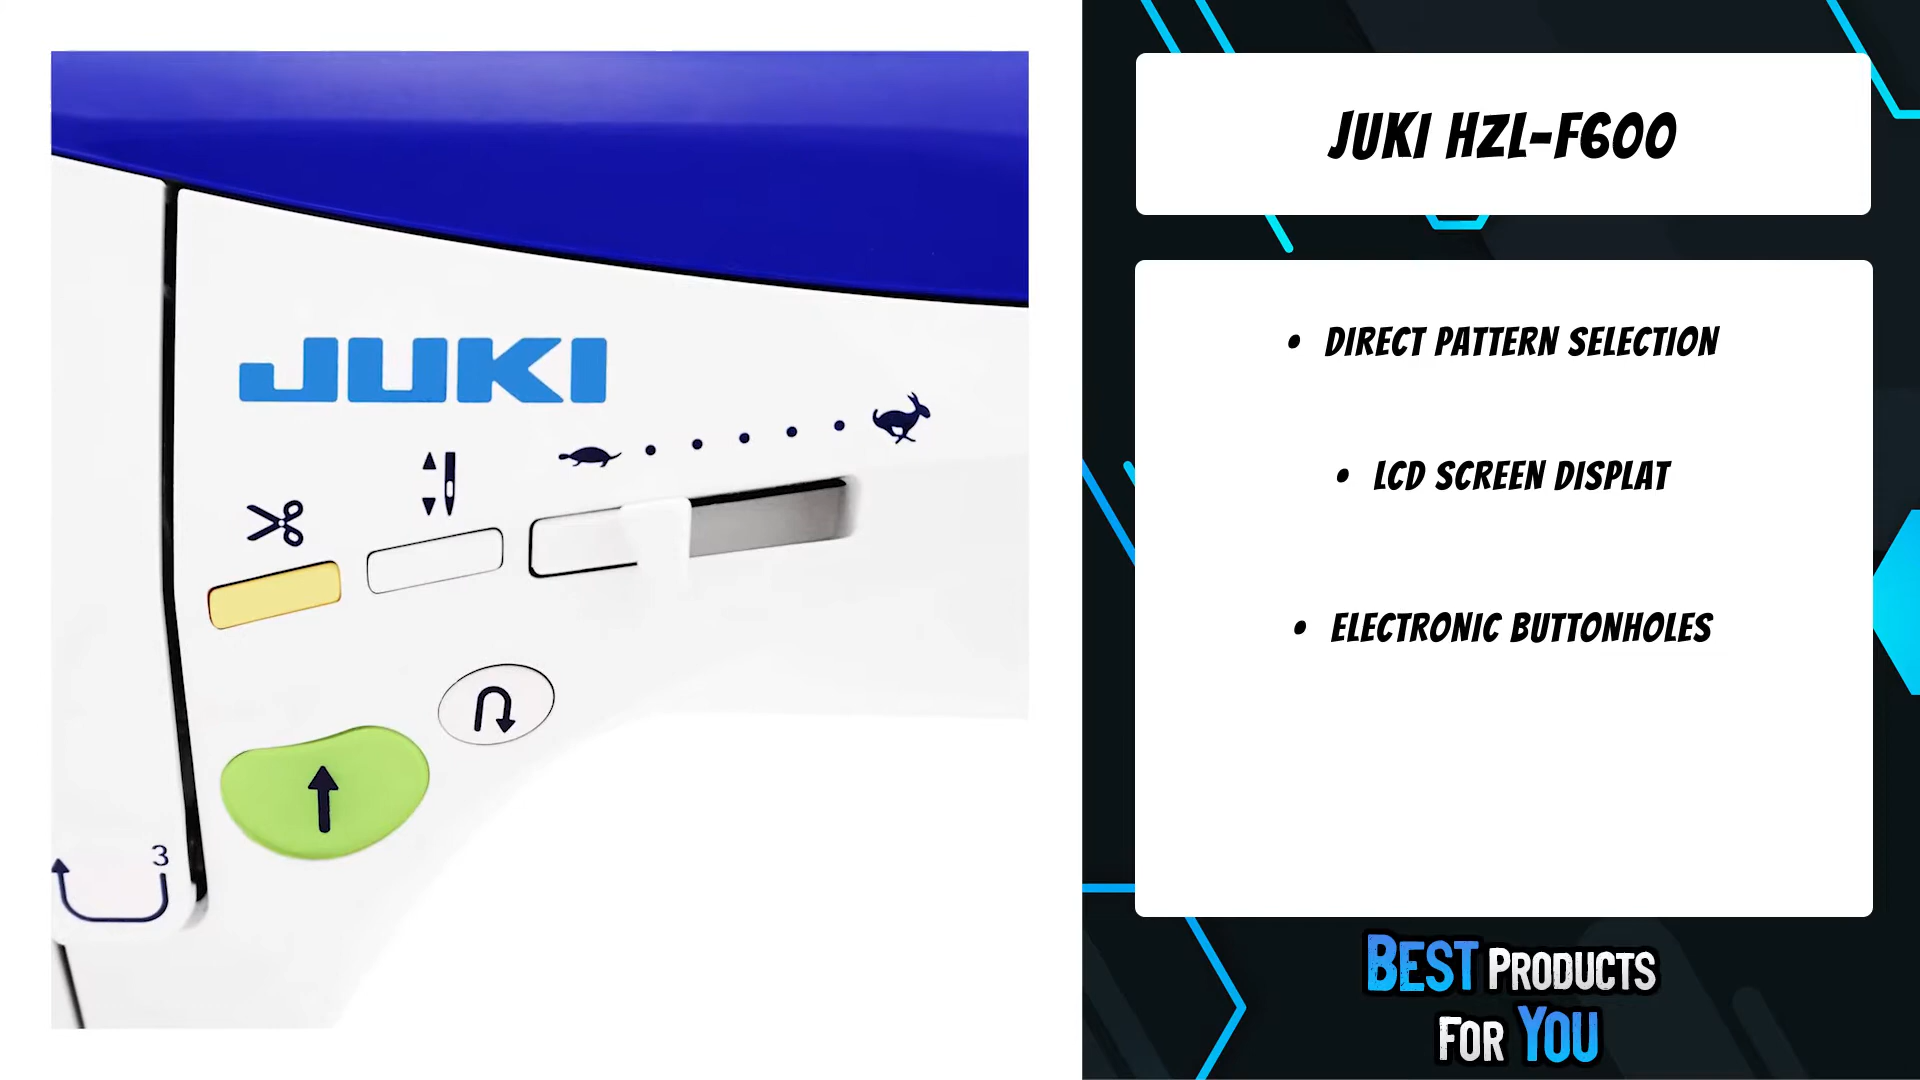 JUKI
3
JUKI HZL-F600
• DIRECT PATTERN SELECTION
• LCD SCREEN DISPLAT
• ELECTRONIC BUTTONHOLES
BEST PRODUCTS
FOR YOU